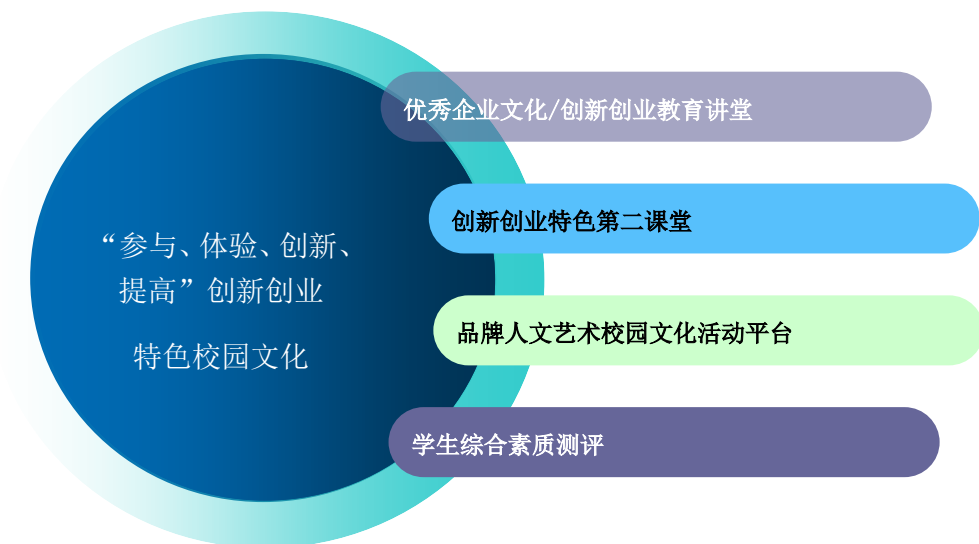 “参与、体验、创新、
提高”创新创业
特色校园文化
优秀企业文化/创新创业教育讲堂
创新创业特色第二课堂
品牌人文艺术校园文化活动平台
学生综合素质测评